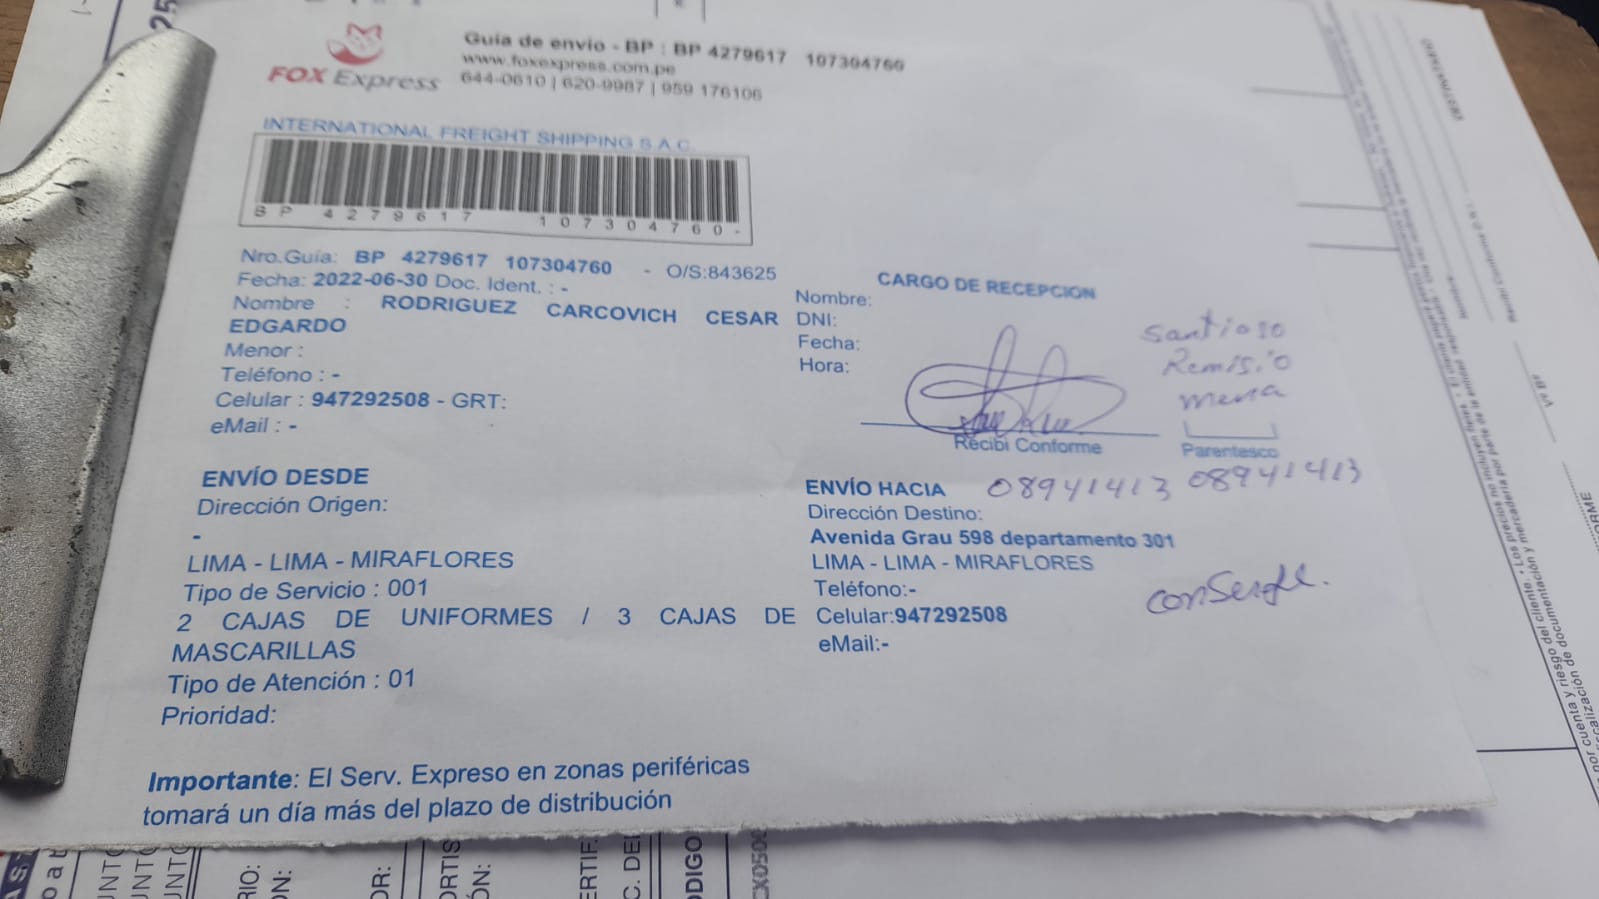 FOX Express
Guía de envío - BP : BP 4279617 107304760
www.foxexpress.com.pe
644-0610 | 620-9987 | 959 176106
INTERNATIONAL FREIGHT SHIPPING S.A.C.
BP 4279617 107304760-
Nro.Guía: BP 4279617 107304760 - O/S:843625
Fecha: 2022-06-30 Doc. Ident. : -
Nombre : RODRIGUEZ CARCOVICH CESAR
EDGARDO
Menor :
Teléfono : -
Celular : 947292508 - GRT:
eMail : -
CARGO DE RECEPCION
Nombre:
DNI:
Fecha:
Hora:
Santioso
Remisio
mena
Recibi Conforme
Parentesco
ENVÍO DESDE
Dirección Origen:
-
LIMA - LIMA - MIRAFLORES
Tipo de Servicio : 001
2 CAJAS DE UNIFORMES / 3 CAJAS DE
MASCARILLAS
Tipo de Atención : 01
Prioridad:
ENVÍO HACIA 08941413 08941413
Dirección Destino:
Avenida Grau 598 departamento 301
LIMA - LIMA - MIRAFLORES
Teléfono:-
Celular:947292508
eMail:-
conSerge.
Importante: El Serv. Expreso en zonas periféricas
tomará un día más del plazo de distribución